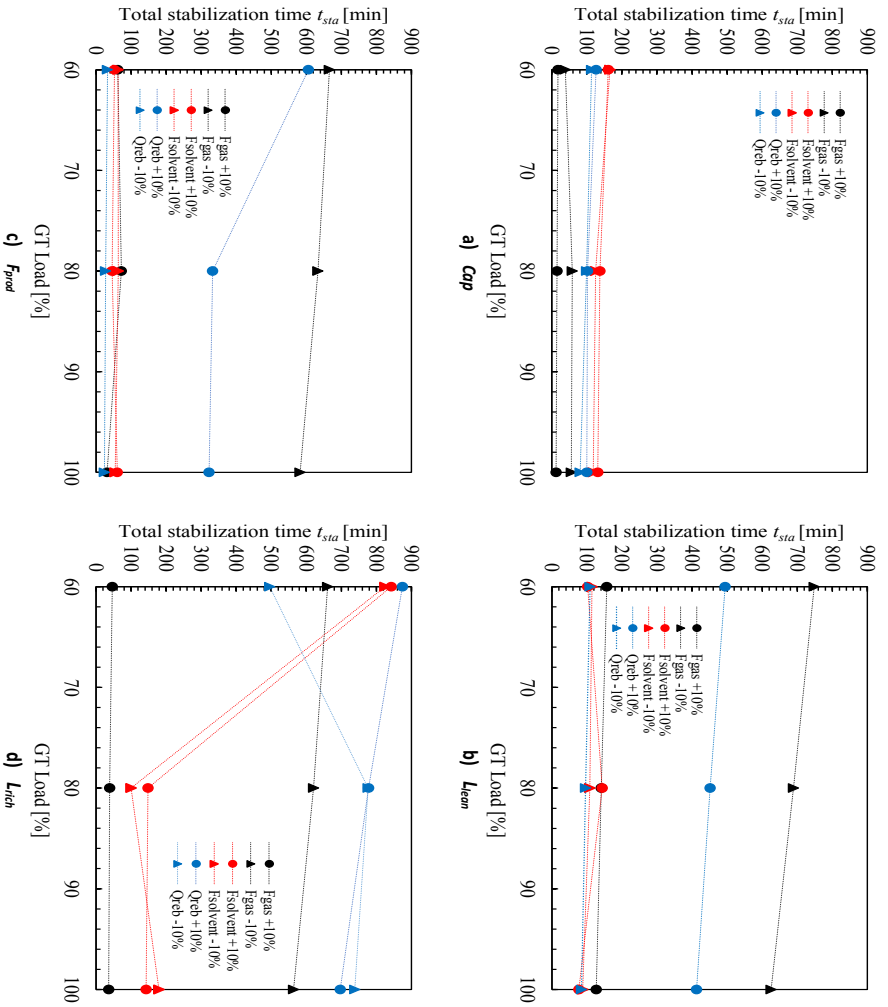 Total stabilization time tsta [min]
900
800
700
600
500
400
300
200
100
0
60
70
80
90
100
GT Load [%]
Fgas +10%
Fgas -10%
Fsolvent +10%
Fsolvent -10%
Qreb +10%
Qreb -10%
a) Cap
Total stabilization time tsta [min]
900
800
700
600
500
400
300
200
100
0
60
70
80
90
100
GT Load [%]
Fgas +10%
Fgas -10%
Fsolvent +10%
Fsolvent -10%
Qreb +10%
Qreb -10%
b) Llean
Total stabilization time tsta [min]
900
800
700
600
500
400
300
200
100
0
60
70
80
90
100
GT Load [%]
Fgas +10%
Fgas -10%
Fsolvent +10%
Fsolvent -10%
Qreb +10%
Qreb -10%
c) Fprod
Total stabilization time tsta [min]
900
800
700
600
500
400
300
200
100
0
60
70
80
90
100
GT Load [%]
Fgas +10%
Fgas -10%
Fsolvent +10%
Fsolvent -10%
Qreb +10%
Qreb -10%
d) Lrich